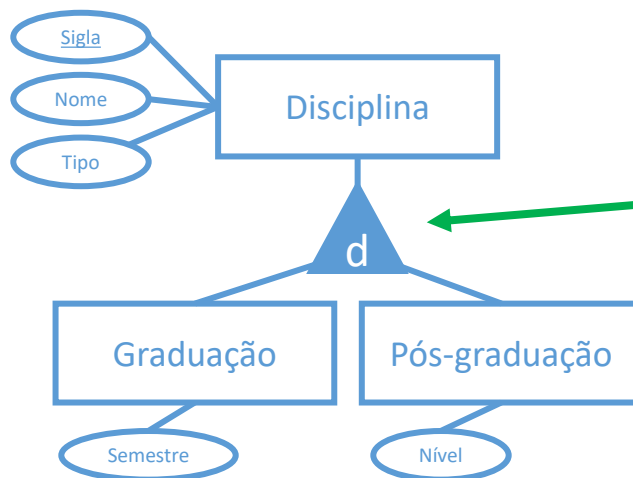 Sigla
Nome
Tipo
Disciplina
d
Graduação
Pós-graduação
Semestre
Nível